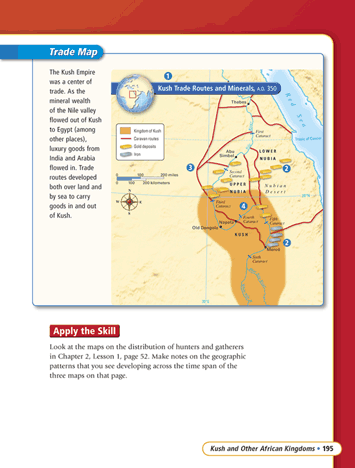 Trade Map
The Kush Empire
was a center of
trade. As the
mineral wealth
of the Nile valley
flowed out of Kush
to Egypt (among
other places),
luxury goods from
India and Arabia
flowed in. Trade
routes developed
both over land and
by sea to carry
goods in and out
of Kush.
1
Kush Trade Routes and Minerals, A.D. 350
Thebes
Red Sea
Kingdom of Kush
Caravan routes
Gold deposits
Iron
First
Cataract
Tropic of Cancer
Abu
Simbel
LOWER
NUBIA
3
Second
Cataract
2
0 100 200 miles
0 100 200 kilometers
UPPER
NUBIA
Nubian
Desert
N
W E
S
Third
Cataract
4
Fourth
Cataract
Fifth
Cataract
Napata
Old Dongola
KUSH
2
Meroë
Sixth
Cataract
Apply the Skill
Look at the maps on the distribution of hunters and gatherers
in Chapter 2, Lesson 1, page 52. Make notes on the geographic
patterns that you see developing across the time span of the
three maps on that page.
Kush and Other African Kingdoms • 195